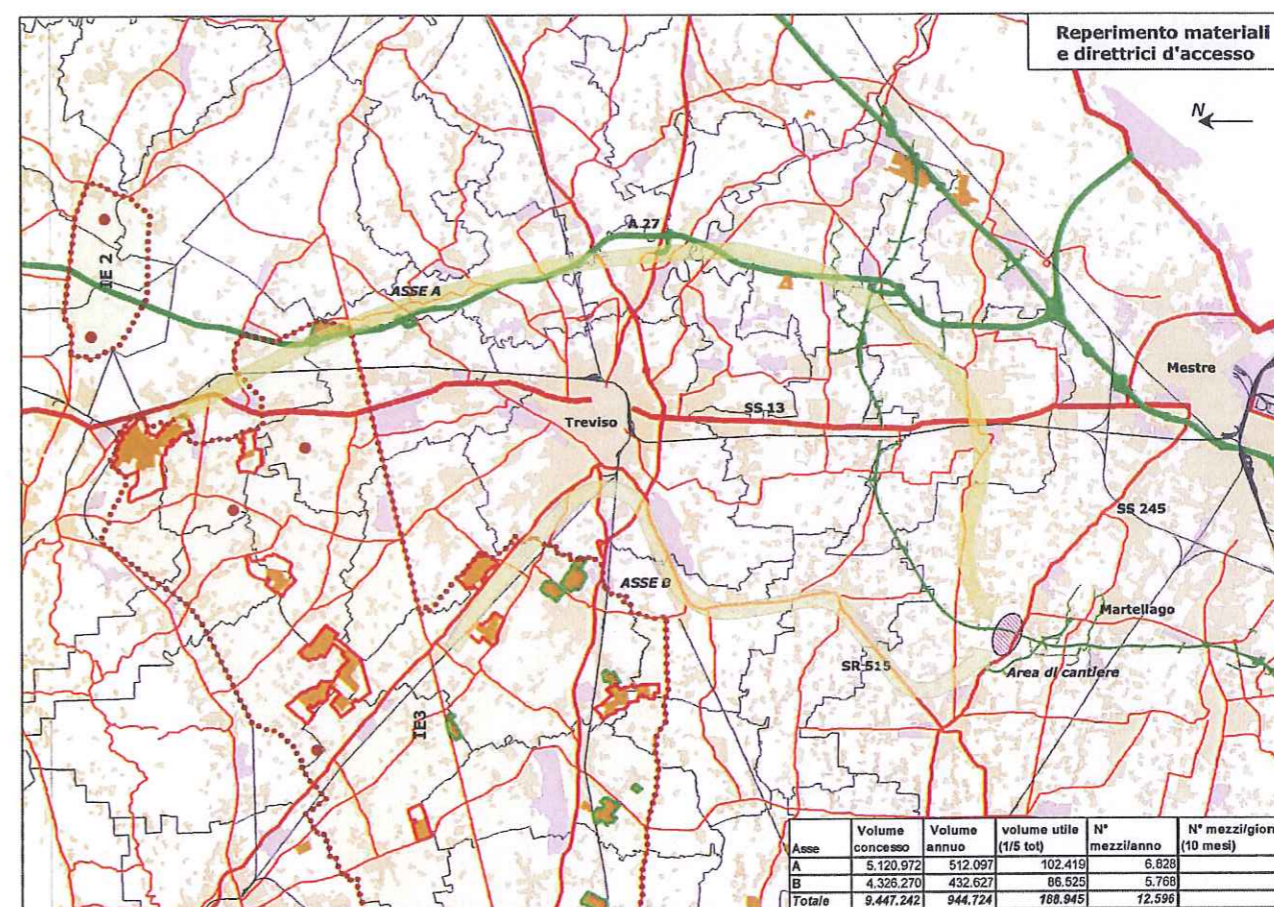 Reperimento materiali
e direttrici d'accesso
N
A 27
IE 2
ASSE A
Mestre
Treviso
SS 13
SS 245
ASSE B
Martellago
SR 515
Area di cantiere
IE3
Asse Volume concesso Volume annuo volume utile (1/5 tot) N° mezzi/anno N° mezzi/gion (10 mesi)
A 5.120.972 512.097 102.419 6.828
B 4.326.270 432.627 86.525 5.768
Totale 9.447.242 944.724 188.945 12.596